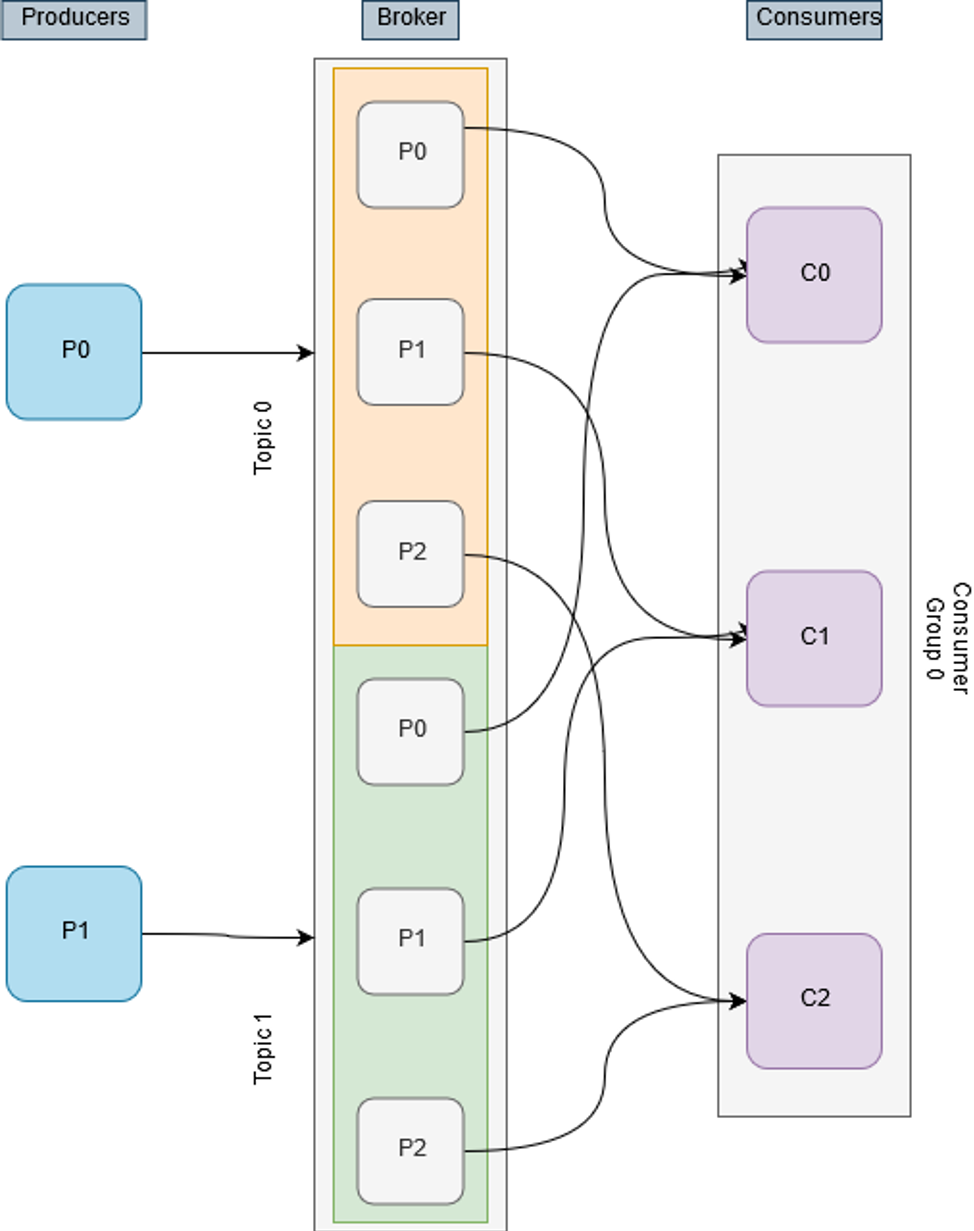 Producers
Broker
Consumers
P0
P1
Topic 0
Topic 1
P0
P1
P2
P0
P1
P2
C0
C1
C2
Consumer
Group 0